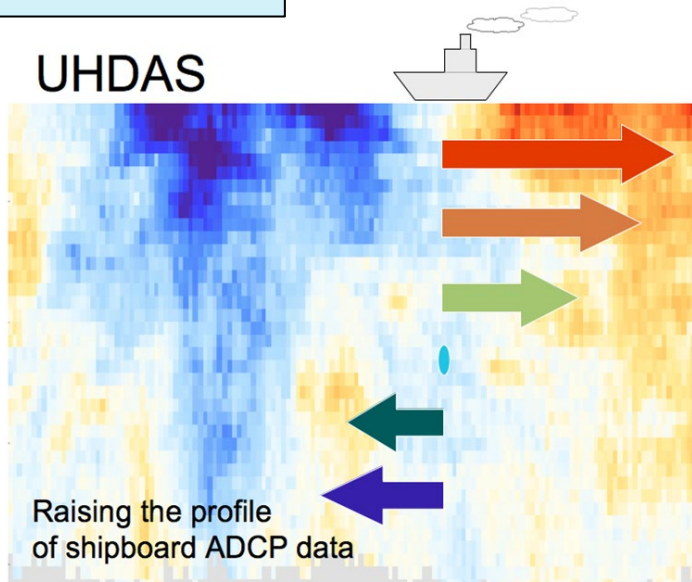 UHDAS
Raising the profile
of shipboard ADCP data